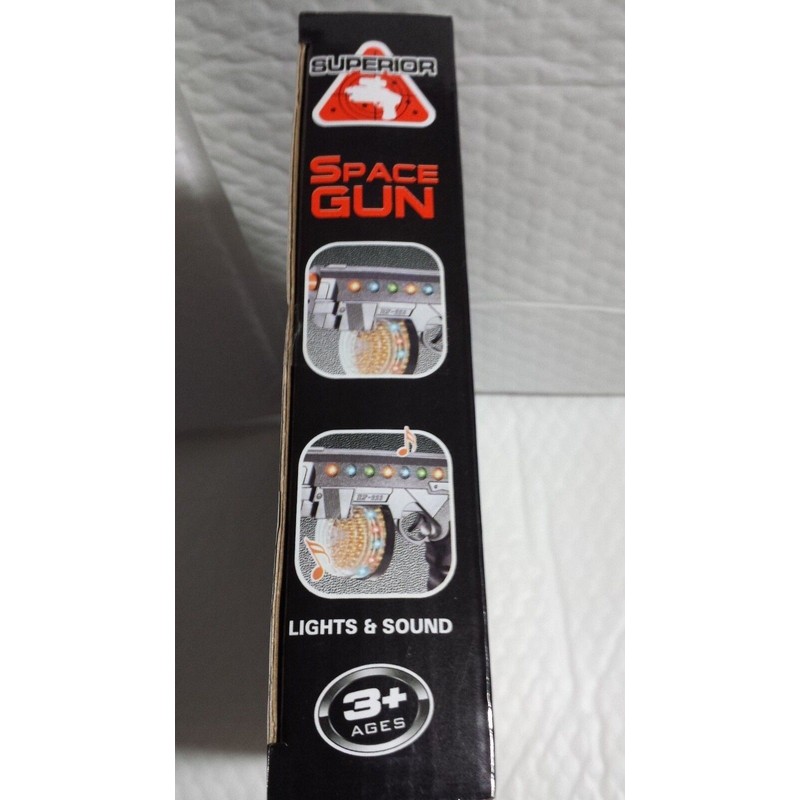 SUPERIOR
SPACE
GUN
LIGHTS & SOUND
3+
AGES